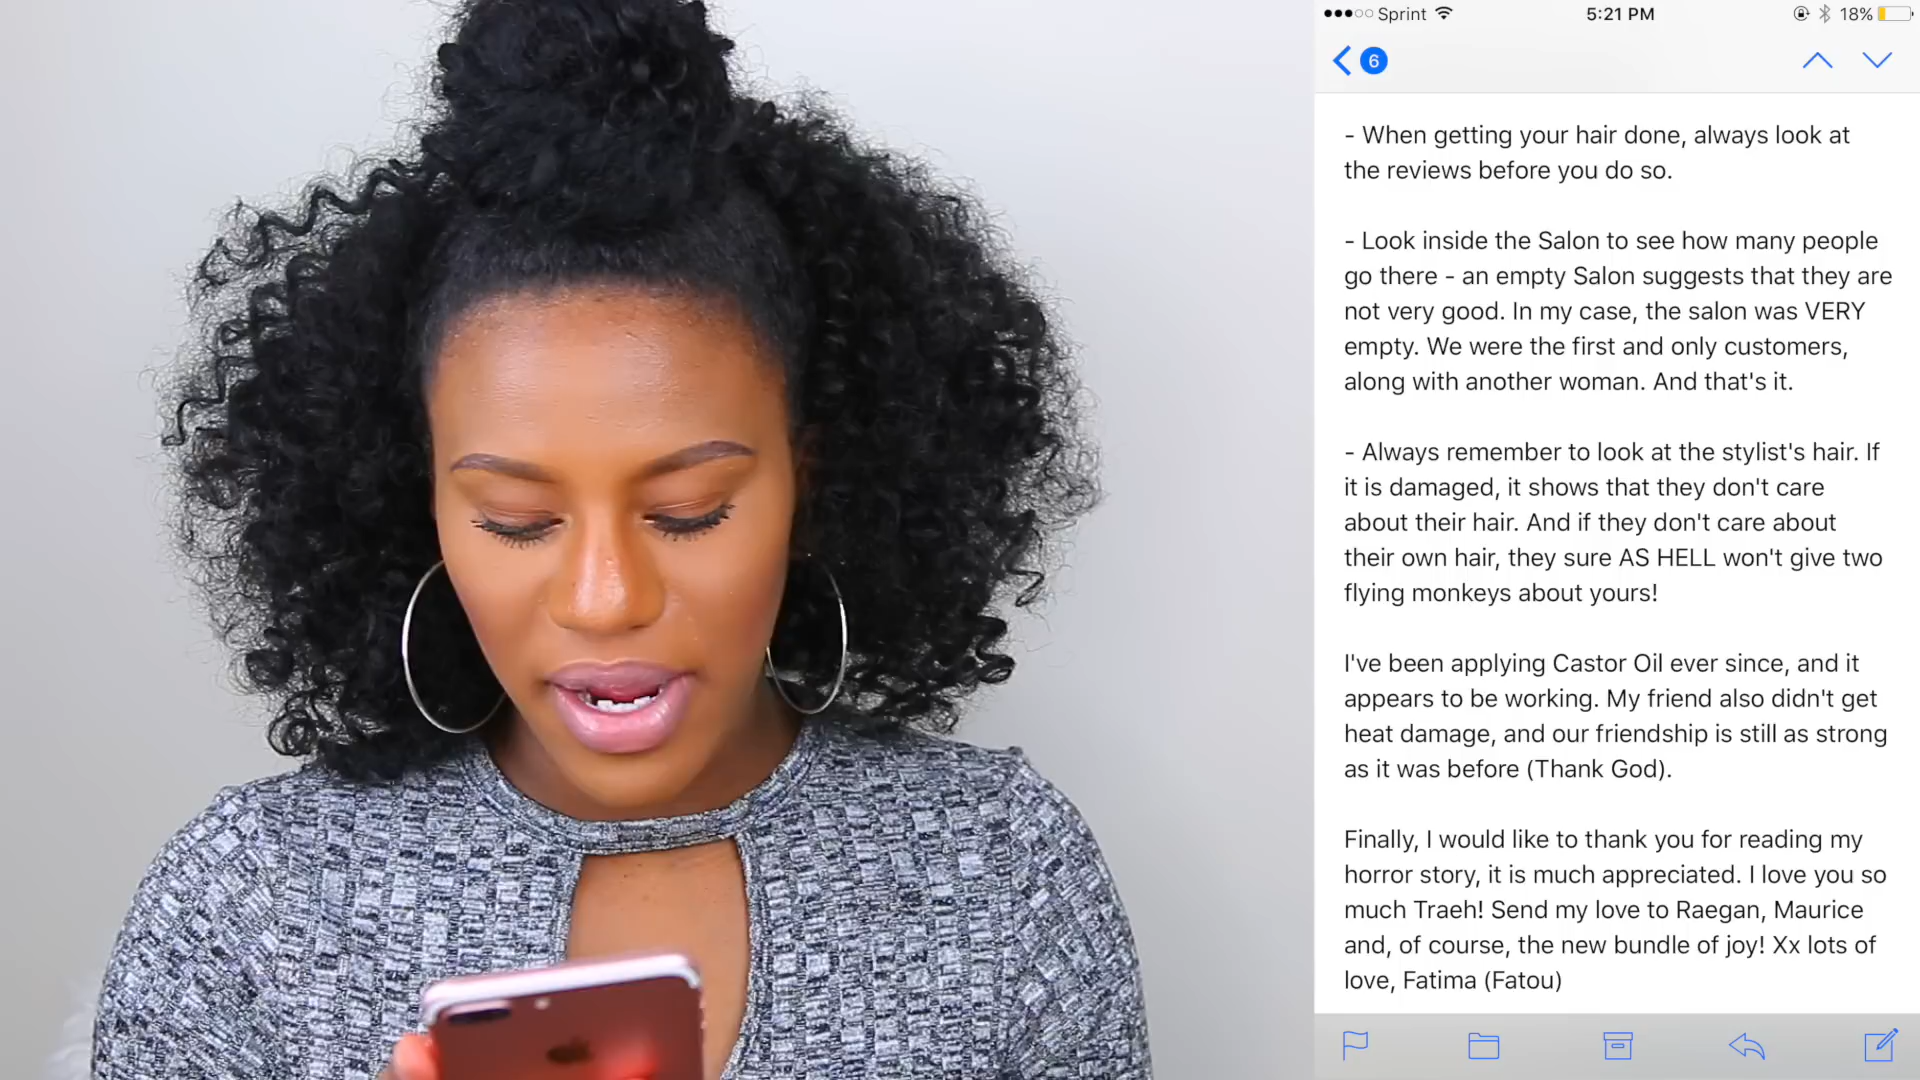 Sprint 5:21 PM 18%
6
- When getting your hair done, always look at
the reviews before you do so.
- Look inside the Salon to see how many people
go there - an empty Salon suggests that they are
not very good. In my case, the salon was VERY
empty. We were the first and only customers,
along with another woman. And that's it.
- Always remember to look at the stylist's hair. If
it is damaged, it shows that they don't care
about their hair. And if they don't care about
their own hair, they sure AS HELL won't give two
flying monkeys about yours!
I've been applying Castor Oil ever since, and it
appears to be working. My friend also didn't get
heat damage, and our friendship is still as strong
as it was before (Thank God).
Finally, I would like to thank you for reading my
horror story, it is much appreciated. I love you so
much Traeh! Send my love to Raegan, Maurice
and, of course, the new bundle of joy! Xx lots of
love, Fatima (Fatou)